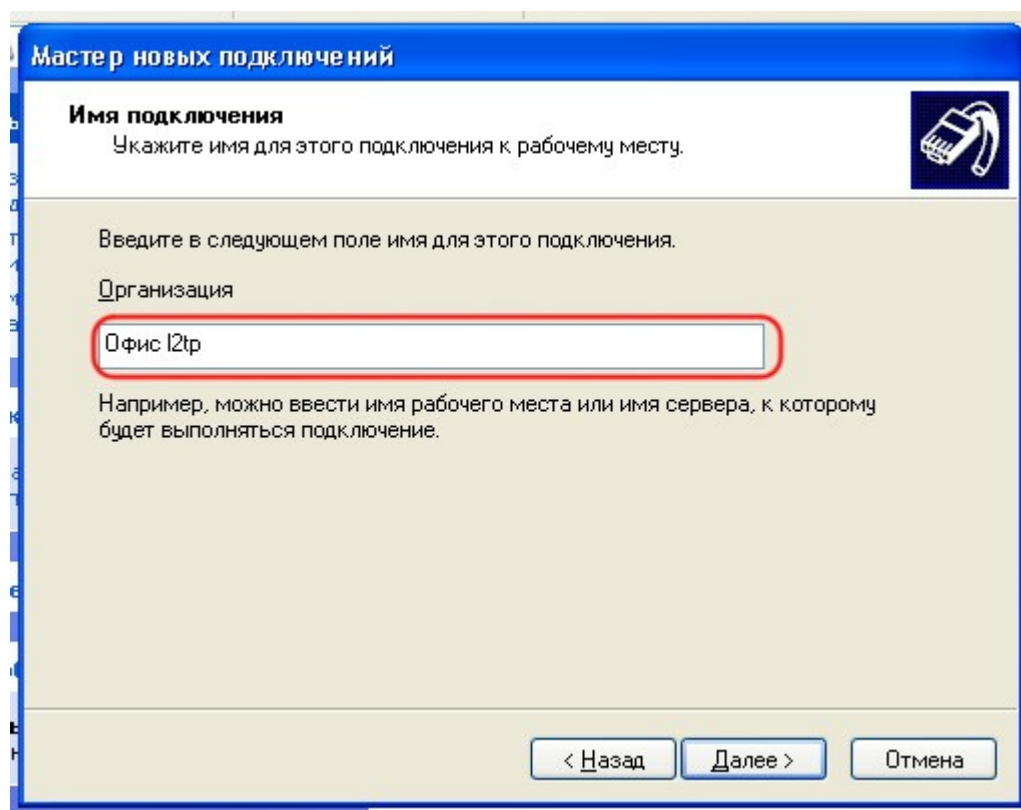 Мастер новых подключений
Имя подключения
Укажите имя для этого подключения к рабочему месту.
Введите в следующем поле имя для этого подключения.
Организация
Офис l2tp
Например, можно ввести имя рабочего места или имя сервера, к которому
будет выполняться подключение.
< Назад
Далее >
Отмена